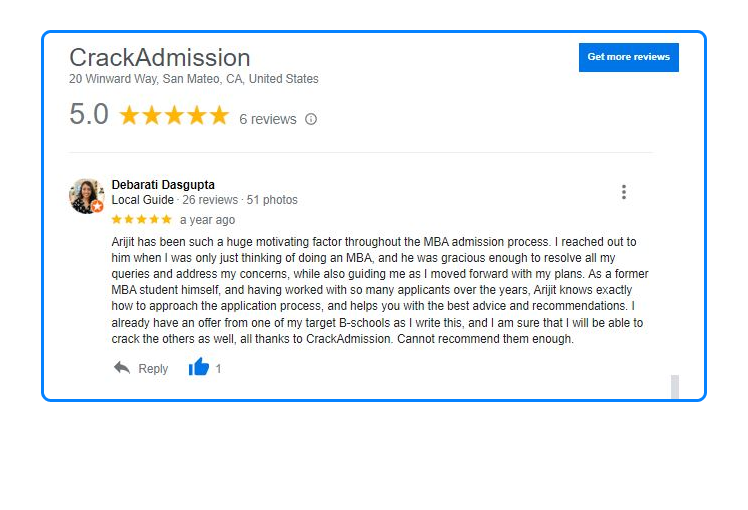 CrackAdmission
Get more reviews
20 Winward Way, San Mateo, CA, United States
5.0 6 reviews
Debarati Dasgupta
Local Guide · 26 reviews · 51 photos
a year ago
Arijit has been such a huge motivating factor throughout the MBA admission process. I reached out to
him when I was only just thinking of doing an MBA, and he was gracious enough to resolve all my
queries and address my concerns, while also guiding me as I moved forward with my plans. As a former
MBA student himself, and having worked with so many applicants over the years, Arijit knows exactly
how to approach the application process, and helps you with the best advice and recommendations. I
already have an offer from one of my target B-schools as I write this, and I am sure that I will be able to
crack the others as well, all thanks to CrackAdmission. Cannot recommend them enough.
Reply 1